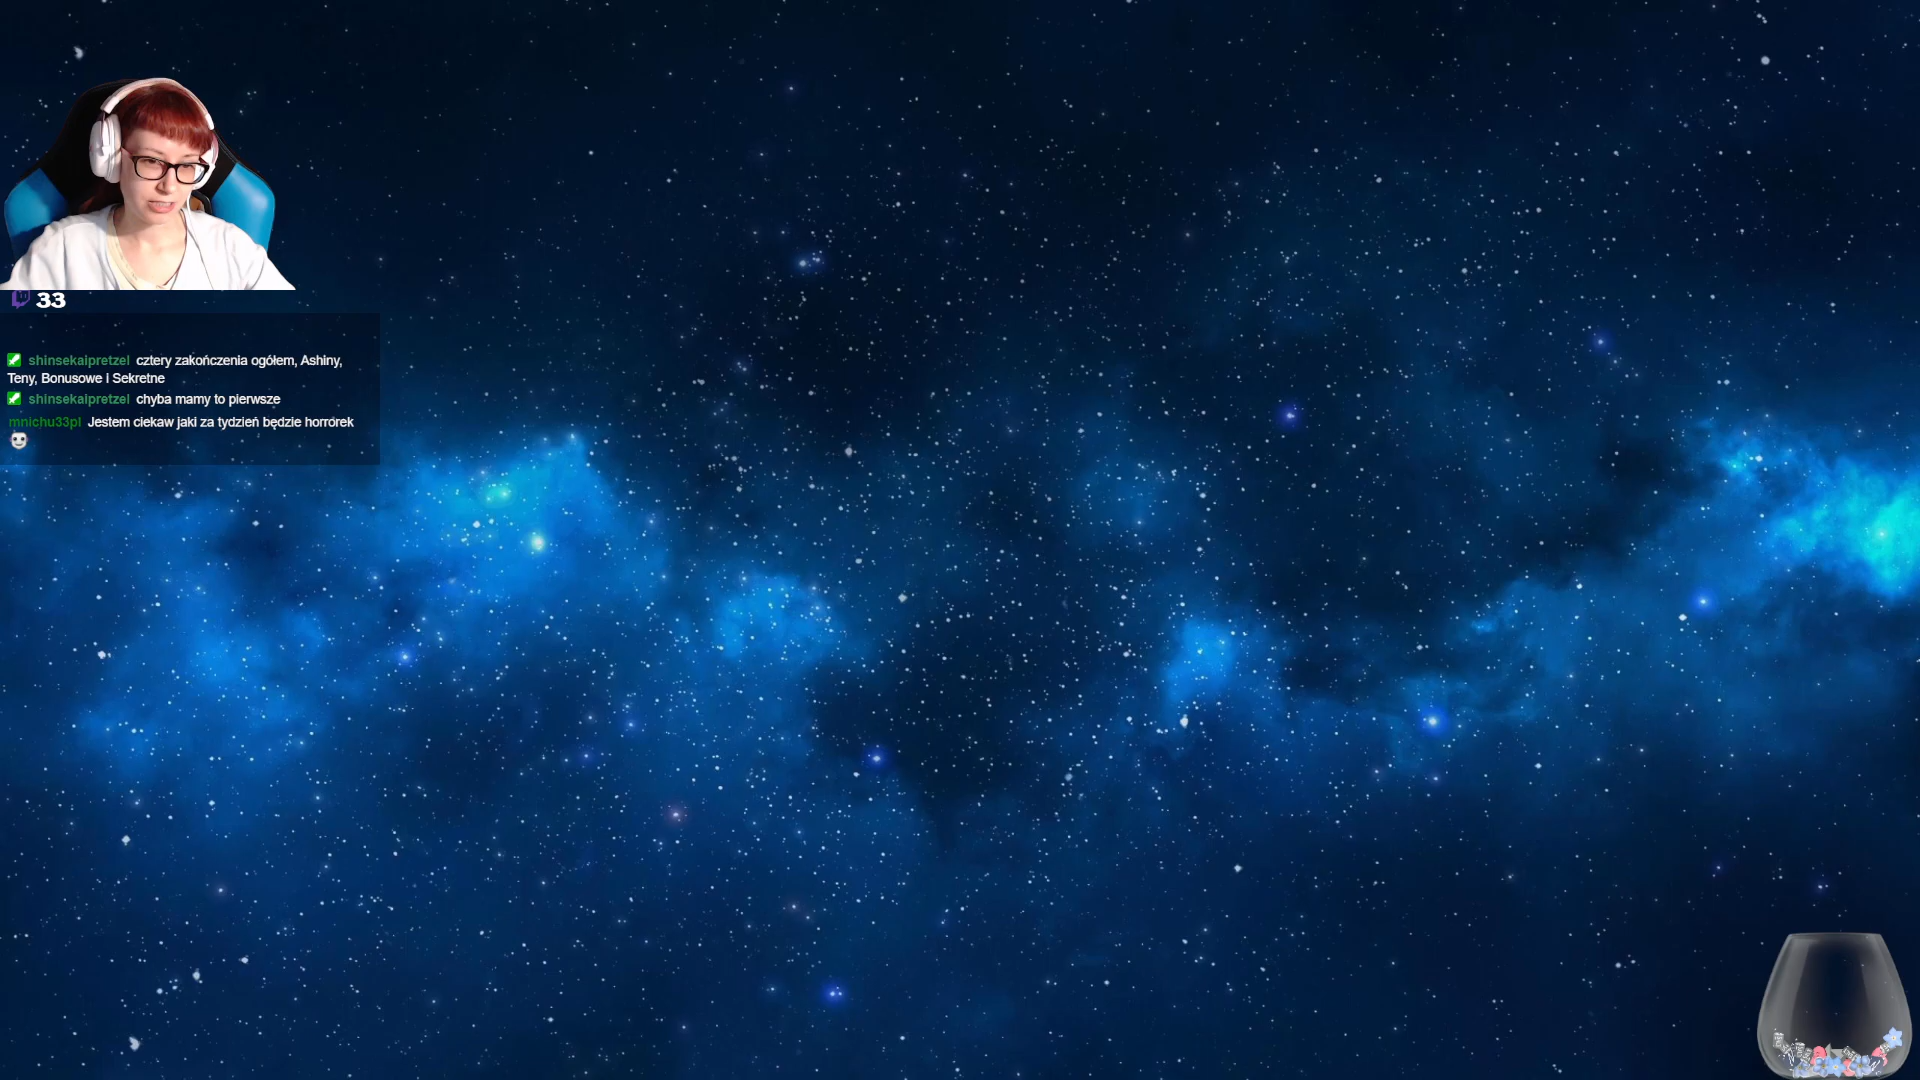 33
shinsekaipretzel cztery zakończenia ogółem, Ashiny,
Teny, Bonusowe i Sekretne
shinsekaipretzel chyba mamy to pierwsze
mnichu33pl Jestem ciekaw jaki za tydzień będzie horrorek